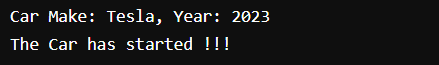 Car Make: Tesla, Year: 2023
The Car has started !!!